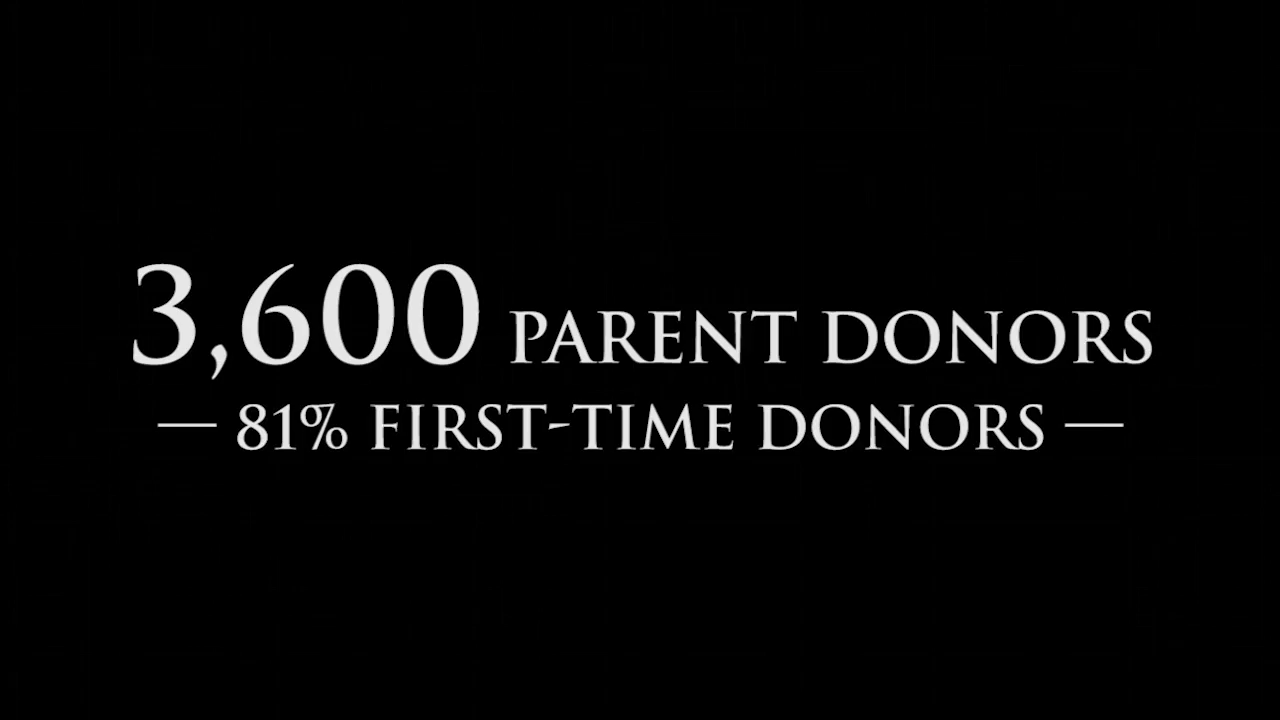 3,600 PARENT DONORS
— 81% FIRST-TIME DONORS —